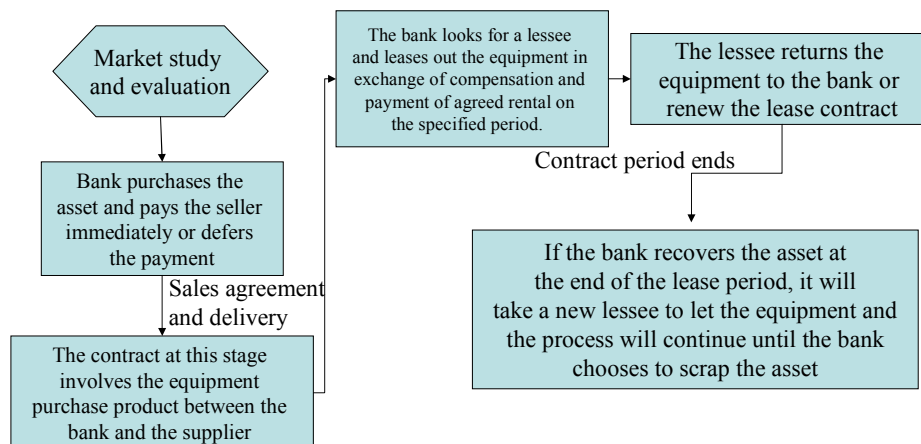 Market study
and evaluation
Bank purchases the
asset and pays the seller
immediately or defers
the payment
Sales agreement
and delivery
The contract at this stage
involves the equipment
purchase product between the
bank and the supplier
The bank looks for a lessee
and leases out the equipment in
exchange of compensation and
payment of agreed rental on
the specified period.
The lessee returns the
equipment to the bank or
renew the lease contract
Contract period ends
If the bank recovers the asset at
the end of the lease period, it will
take a new lessee to let the equipment and
the process will continue until the bank
chooses to scrap the asset